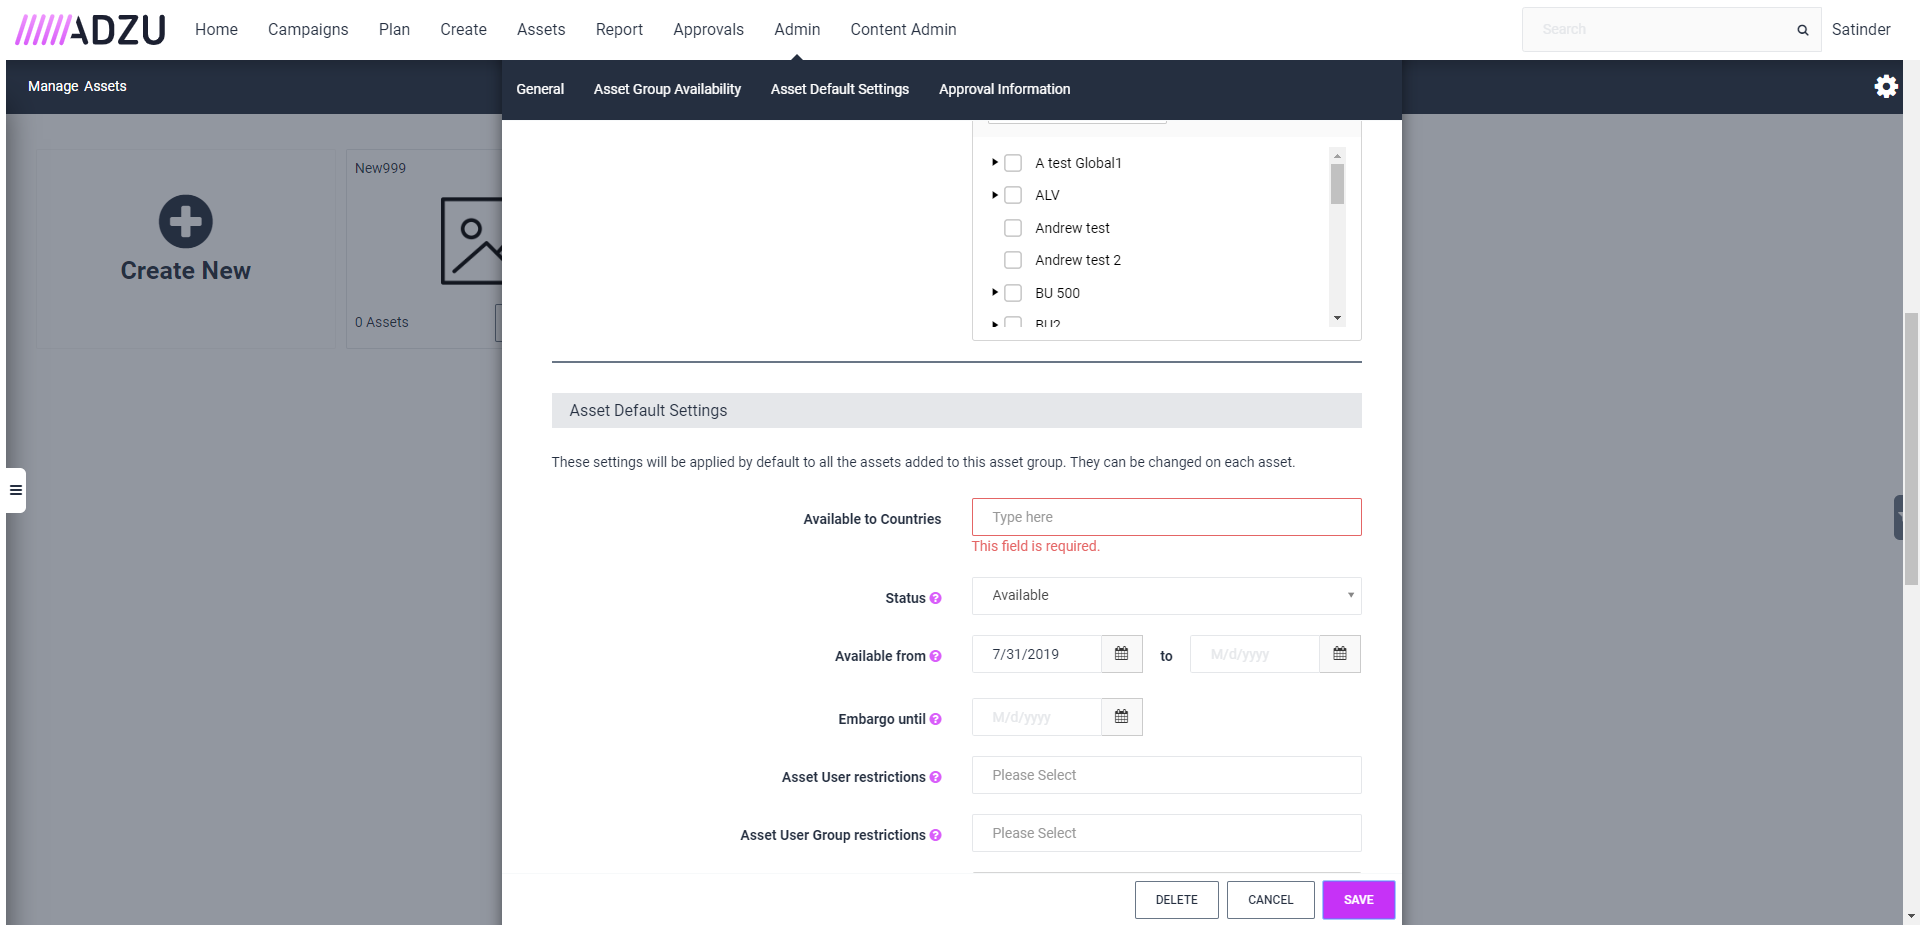 ADZU Home Campaigns Plan Create Assets Report Approvals Admin Content Admin Search Satinder
Manage Assets
General Asset Group Availability Asset Default Settings Approval Information
New999
Create New
0 Assets
A test Global1
ALV
Andrew test
Andrew test 2
BU 500
BU2
Asset Default Settings
These settings will be applied by default to all the assets added to this asset group. They can be changed on each asset.
Available to Countries Type here
This field is required.
Status ? Available
Available from ? 7/31/2019 to M/d/yyyy
Embargo until ? M/d/yyyy
Asset User restrictions ? Please Select
Asset User Group restrictions ? Please Select
DELETE CANCEL SAVE